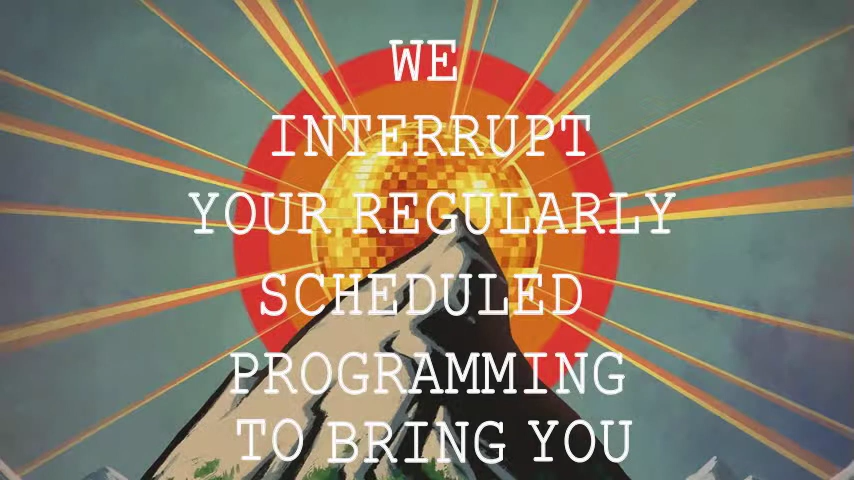 WE
INTERRUPT
YOUR REGULARLY
SCHEDULED
PROGRAMMING
TO BRING YOU